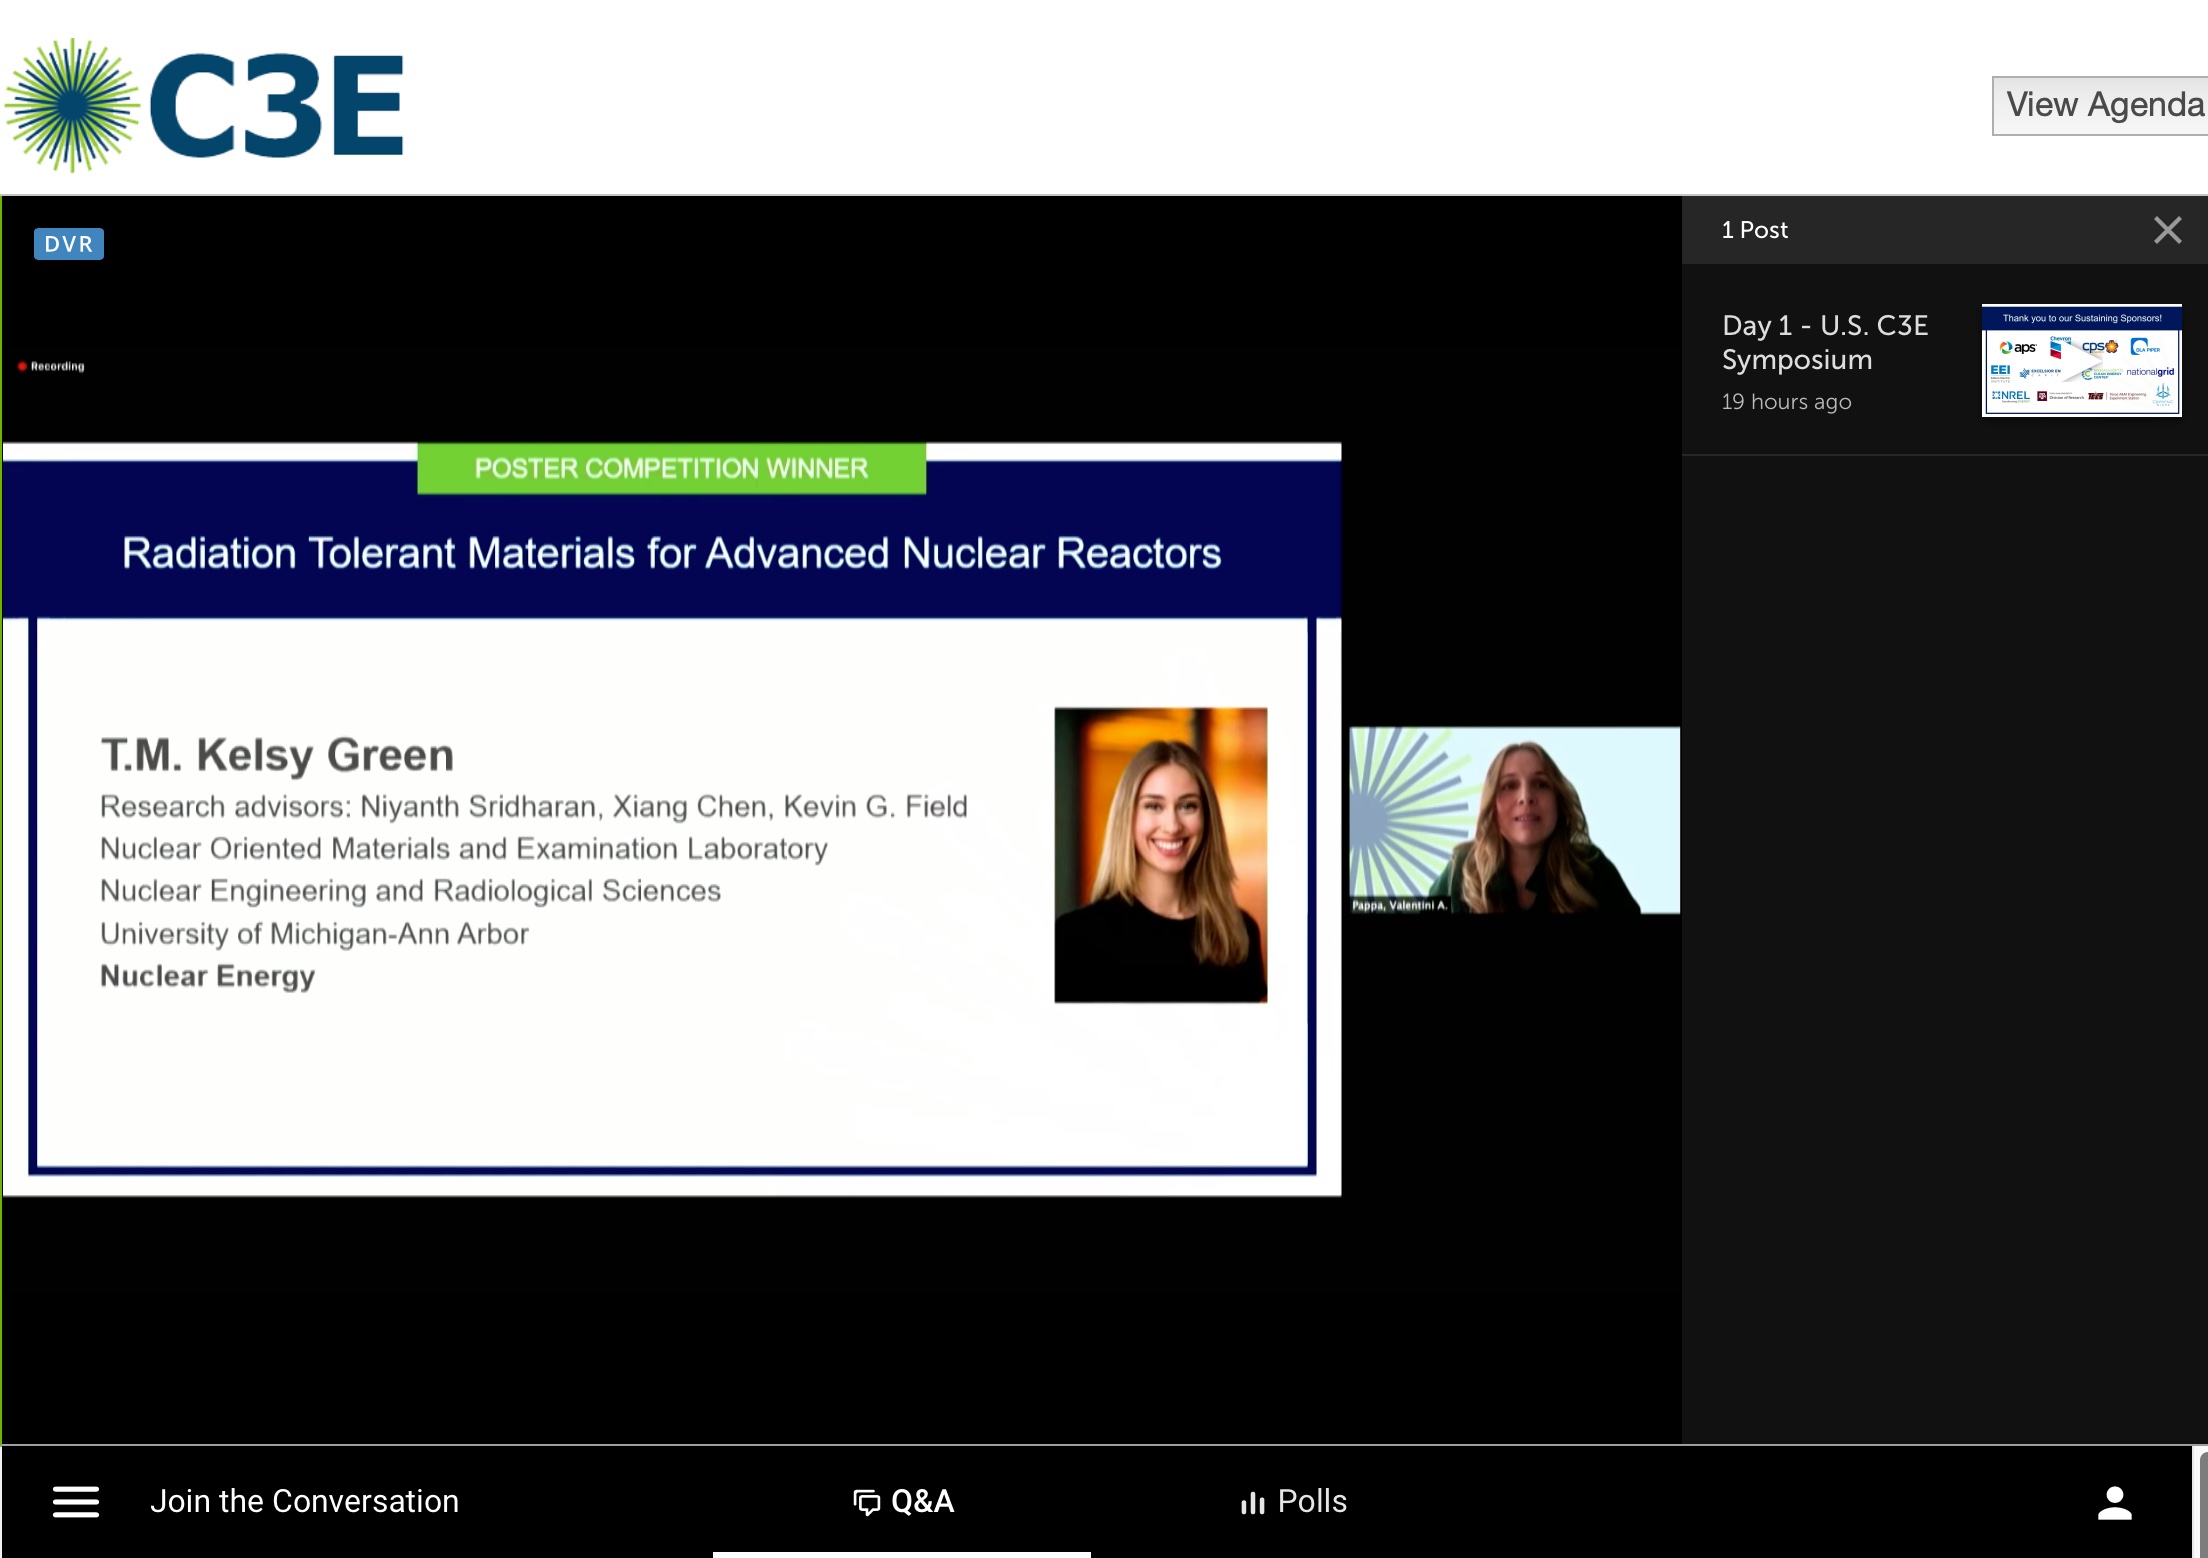 C3E
View Agenda
DVR
1 Post
Day 1 - U.S. C3E
Symposium
19 hours ago
Thank you to our Sustaining Sponsors!
aps
Chevron
cps
DLA PIPER
EEI
nationalgrid
NREL
Recording
POSTER COMPETITION WINNER
Radiation Tolerant Materials for Advanced Nuclear Reactors
T.M. Kelsy Green
Research advisors: Niyanth Sridharan, Xiang Chen, Kevin G. Field
Nuclear Oriented Materials and Examination Laboratory
Nuclear Engineering and Radiological Sciences
University of Michigan-Ann Arbor
Nuclear Energy
Pappa, Valentini A.
Join the Conversation
Q&A
Polls